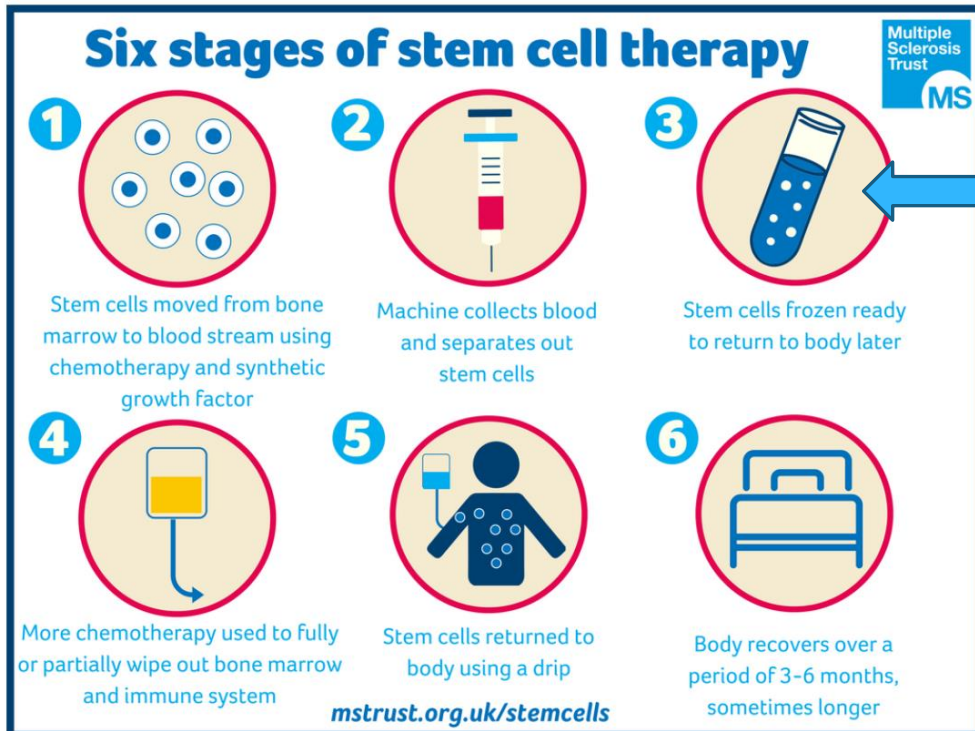 Six stages of stem cell therapy
Multiple
Sclerosis
Trust
MS
1
Stem cells moved from bone
marrow to blood stream using
chemotherapy and synthetic
growth factor
2
Machine collects blood
and separates out
stem cells
3
Stem cells frozen ready
to return to body later
4
More chemotherapy used to fully
or partially wipe out bone marrow
and immune system
5
Stem cells returned to
body using a drip
6
Body recovers over a
period of 3-6 months,
sometimes longer
mstrust.org.uk/stemcells